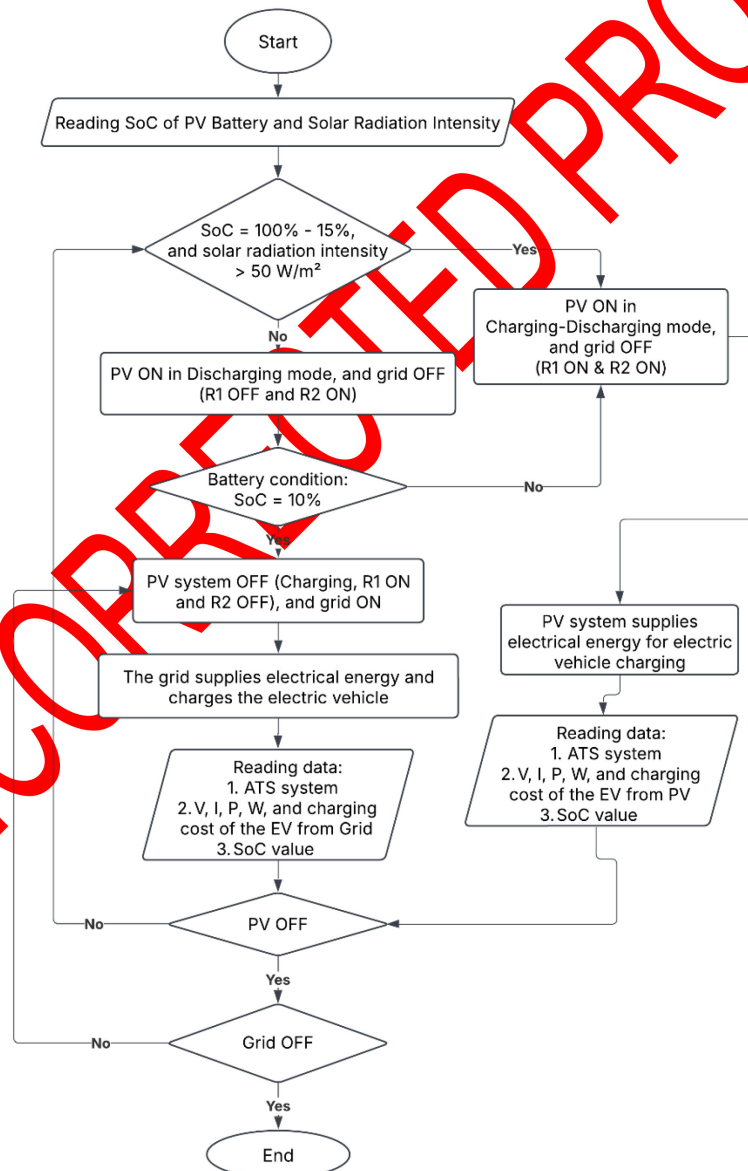 Start
Reading SoC of PV Battery and Solar Radiation Intensity
SoC = 100% - 15%,
and solar radiation intensity
> 50 W/m²
Yes
No
PV ON in
Charging-Discharging mode,
and grid OFF
(R1 ON & R2 ON)
PV ON in Discharging mode, and grid OFF
(R1 OFF and R2 ON)
Battery condition:
SoC = 10%
No
Yes
PV system OFF (Charging, R1 ON
and R2 OFF), and grid ON
PV system supplies
electrical energy for electric
vehicle charging
The grid supplies electrical energy and
charges the electric vehicle
Reading data:
1. ATS system
2. V, I, P, W, and charging
cost of the EV from PV
3. SoC value
Reading data:
1. ATS system
2. V, I, P, W, and charging
cost of the EV from Grid
3. SoC value
PV OFF
No
Yes
Grid OFF
No
Yes
End
CORRECTED PRO